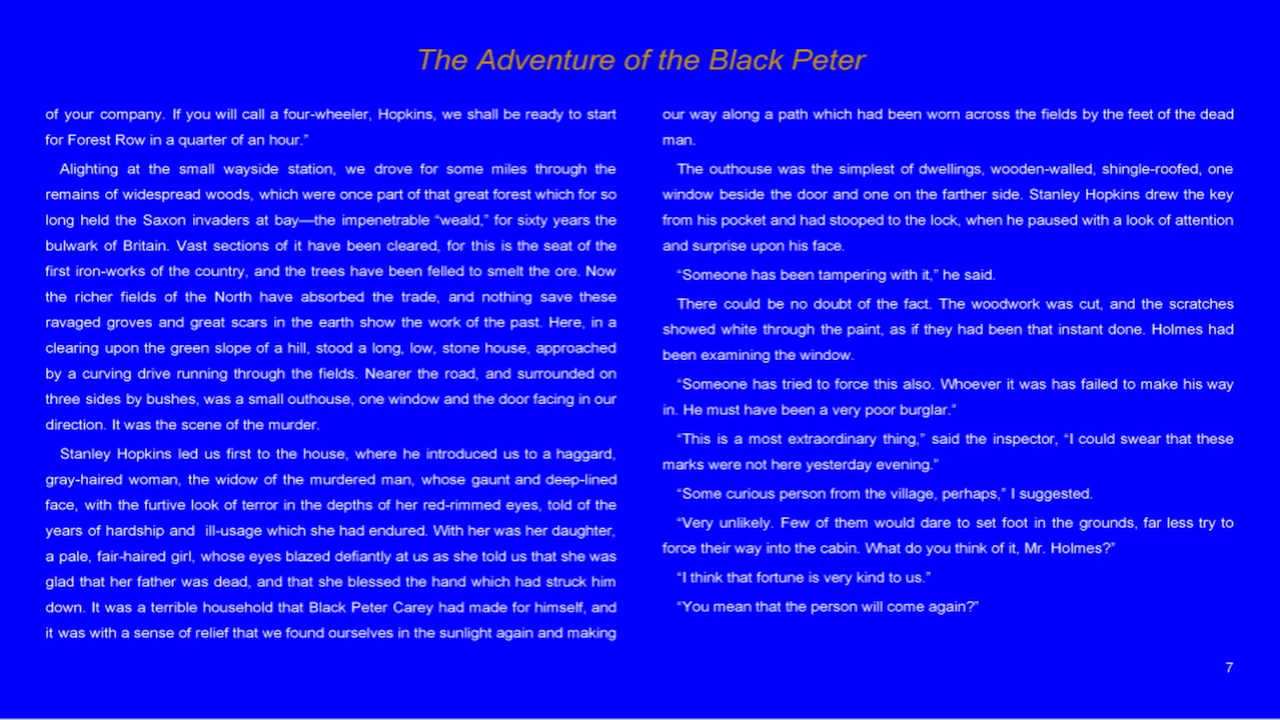 The Adventure of the Black Peter
of your company. If you will call a four-wheeler, Hopkins, we shall be ready to start
for Forest Row in a quarter of an hour.”
Alighting at the small wayside station, we drove for some miles through the
remains of widespread woods, which were once part of that great forest which for so
long held the Saxon invaders at bay—the impenetrable “weald,” for sixty years the
bulwark of Britain. Vast sections of it have been cleared, for this is the seat of the
first iron-works of the country, and the trees have been felled to smelt the ore. Now
the richer fields of the North have absorbed the trade, and nothing save these
ravaged groves and great scars in the earth show the work of the past. Here, in a
clearing upon the green slope of a hill, stood a long, low, stone house, approached
by a curving drive running through the fields. Nearer the road, and surrounded on
three sides by bushes, was a small outhouse, one window and the door facing in our
direction. It was the scene of the murder.
Stanley Hopkins led us first to the house, where he introduced us to a haggard,
gray-haired woman, the widow of the murdered man, whose gaunt and deep-lined
face, with the furtive look of terror in the depths of her red-rimmed eyes, told of the
years of hardship and ill-usage which she had endured. With her was her daughter,
a pale, fair-haired girl, whose eyes blazed defiantly at us as she told us that she was
glad that her father was dead, and that she blessed the hand which had struck him
down. It was a terrible household that Black Peter Carey had made for himself, and
it was with a sense of relief that we found ourselves in the sunlight again and making
our way along a path which had been worn across the fields by the feet of the dead
man.
The outhouse was the simplest of dwellings, wooden-walled, shingle-roofed, one
window beside the door and one on the farther side. Stanley Hopkins drew the key
from his pocket and had stooped to the lock, when he paused with a look of attention
and surprise upon his face.
“Someone has been tampering with it,” he said.
There could be no doubt of the fact. The woodwork was cut, and the scratches
showed white through the paint, as if they had been that instant done. Holmes had
been examining the window.
“Someone has tried to force this also. Whoever it was has failed to make his way
in. He must have been a very poor burglar.”
“This is a most extraordinary thing,” said the inspector, “I could swear that these
marks were not here yesterday evening.”
“Some curious person from the village, perhaps,” I suggested.
“Very unlikely. Few of them would dare to set foot in the grounds, far less try to
force their way into the cabin. What do you think of it, Mr. Holmes?”
“I think that fortune is very kind to us.”
“You mean that the person will come again?”
7